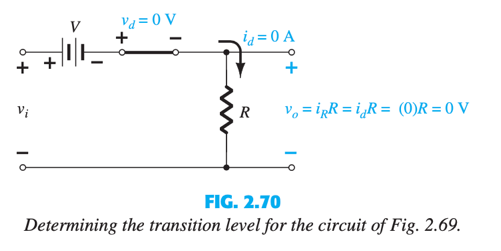 V
v_d = 0 V
+ −
i_d = 0 A
+ + − +
v_i
R
v_o = i_R R = i_d R = (0)R = 0 V
− −
FIG. 2.70
Determining the transition level for the circuit of Fig. 2.69.